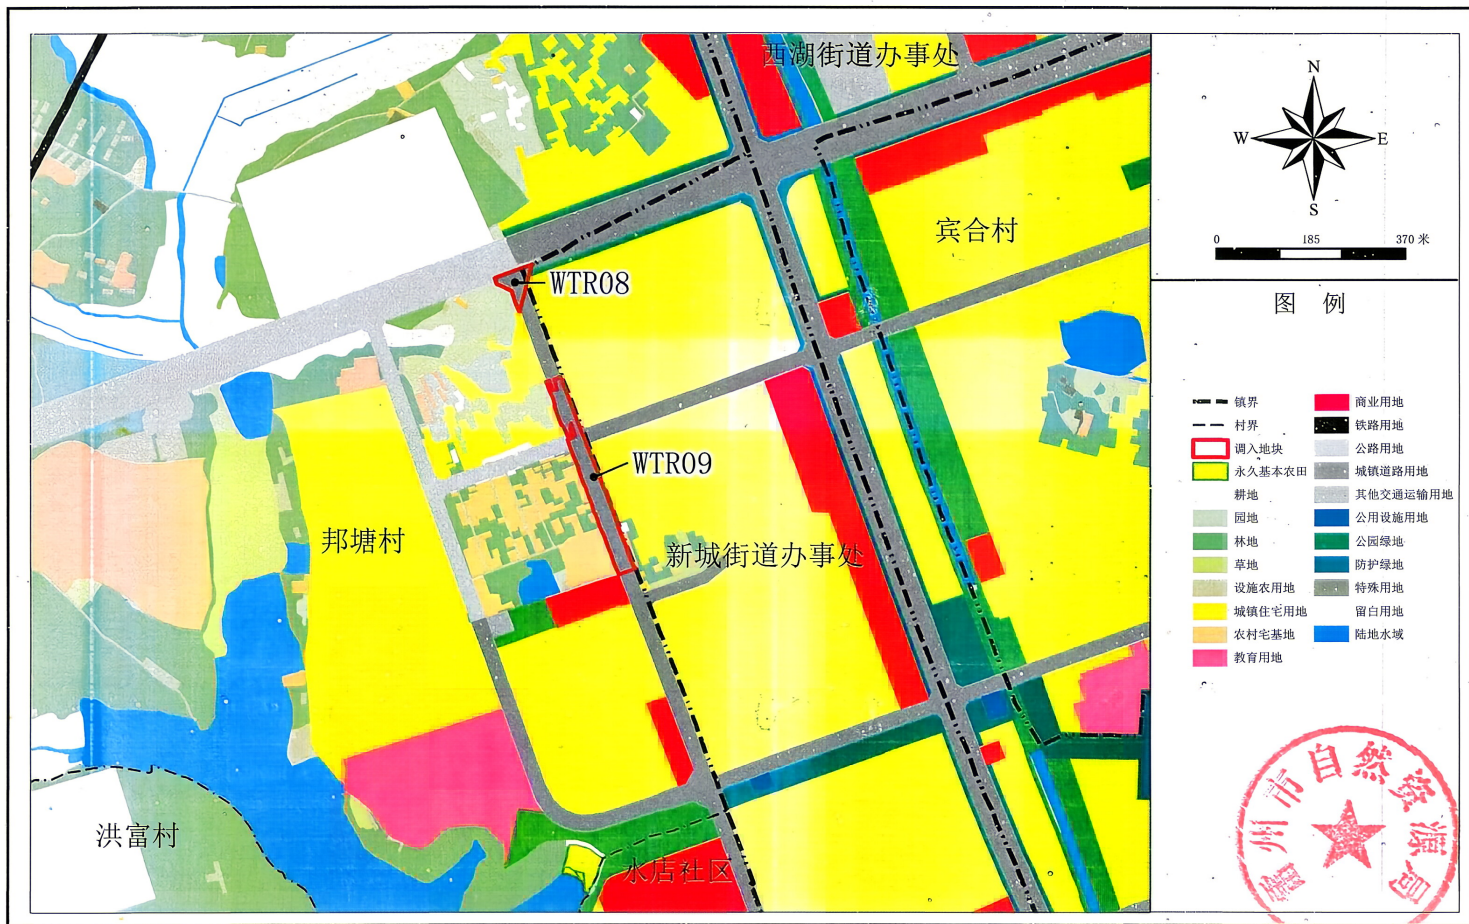 西湖街道办事处
宾合村
WTR08
WTR09
邦塘村
新城街道办事处
洪富村
水店社区
N
W
E
S
0 185 370 米
图 例
镇界
村界
调入地块
永久基本农田
耕地
园地
林地
草地
设施农用地
城镇住宅用地
农村宅基地
教育用地
商业用地
铁路用地
公路用地
城镇道路用地
其他交通运输用地
公用设施用地
公园绿地
防护绿地
特殊用地
留白用地
陆地水域
雷州市自然资源局